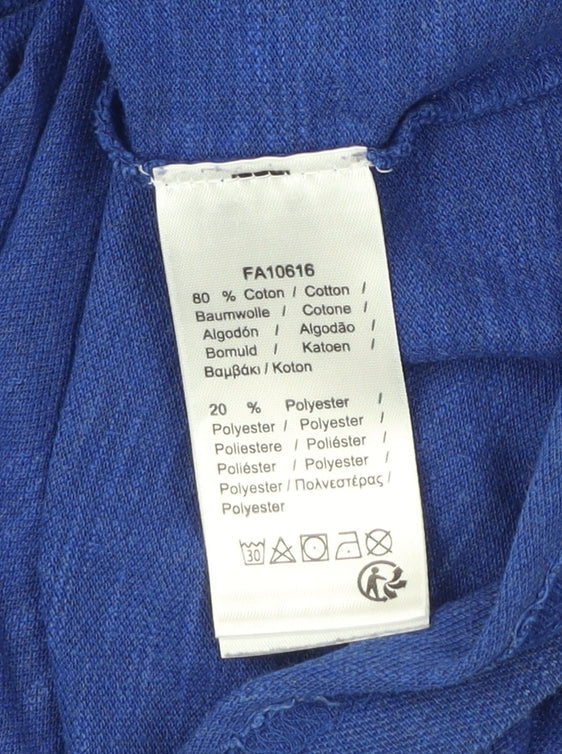 FA10616
80 % Coton / Cotton /
Baumwolle / Cotone /
Algodón / Algodão /
Bomuld / Katoen /
Βαμβάκι / Koton
20 % Polyester /
Polyester / Polyester /
Poliestere / Poliéster /
Poliéster / Polyester /
Polyester / Πολνεστέρας /
Polyester
30